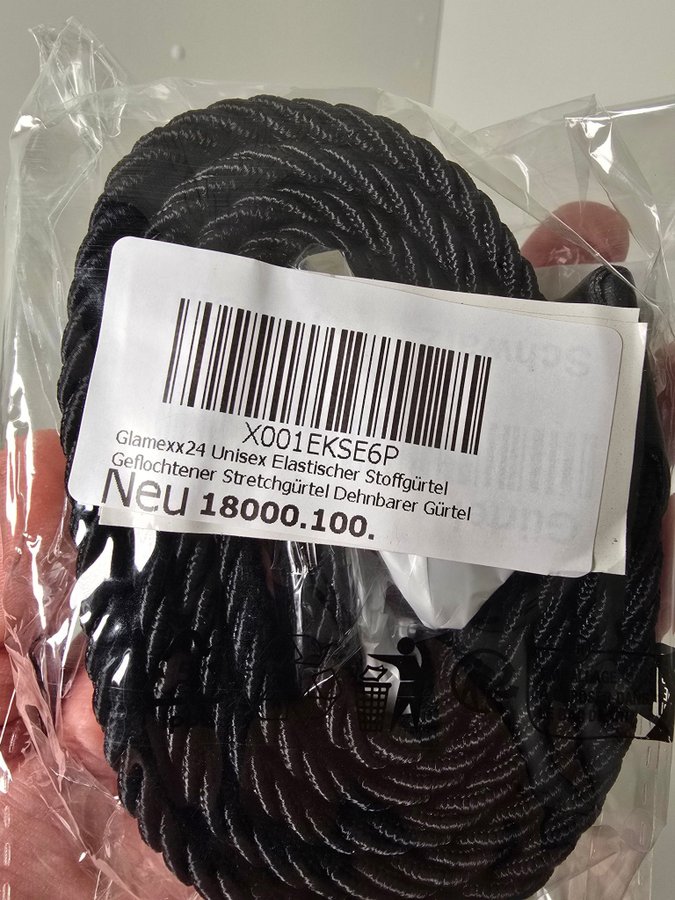 X001EKSE6P
Glamexx24 Unisex Elastischer Stoffgürtel
Geflochtener Stretchgürtel Dehnbarer Gürtel
Neu 18000.100.